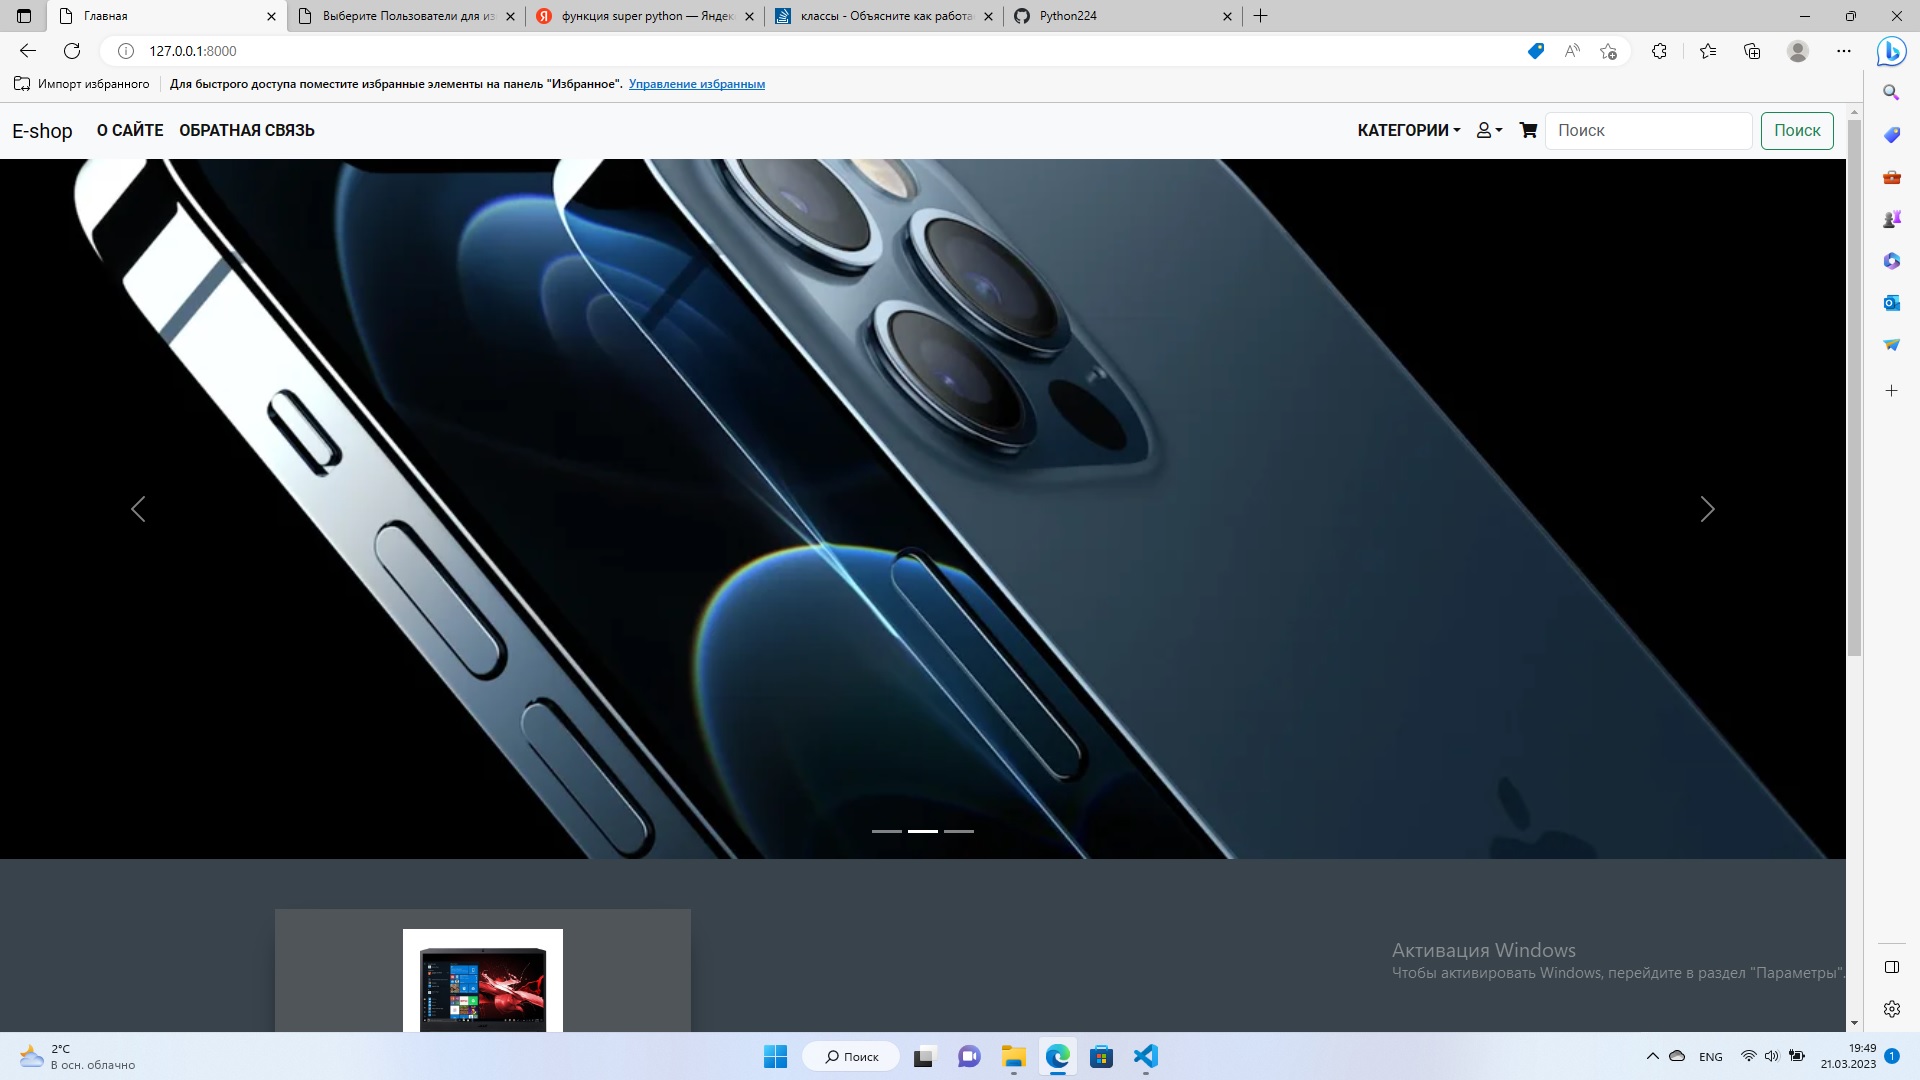 Главная
Выберите Пользователи для из
функция super python — Яндек
классы - Объясните как работа
Python224
127.0.0.1:8000
Импорт избранного
Для быстрого доступа поместите избранные элементы на панель "Избранное". Управление избранным
E-shop О САЙТЕ ОБРАТНАЯ СВЯЗЬ КАТЕГОРИИ Поиск Поиск
Активация Windows
Чтобы активировать Windows, перейдите в раздел "Параметры".
2°C
В осн. облачно
Поиск
ENG
19:49
21.03.2023
1